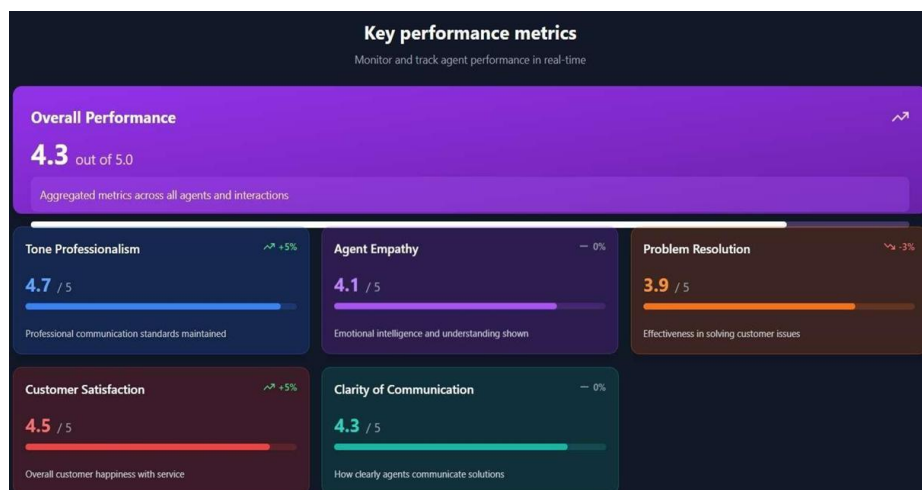 Key performance metrics
Monitor and track agent performance in real-time
Overall Performance
4.3 out of 5.0
Aggregated metrics across all agents and interactions
Tone Professionalism +5%
4.7 / 5
Professional communication standards maintained
Agent Empathy 0%
4.1 / 5
Emotional intelligence and understanding shown
Problem Resolution -3%
3.9 / 5
Effectiveness in solving customer issues
Customer Satisfaction +5%
4.5 / 5
Overall customer happiness with service
Clarity of Communication 0%
4.3 / 5
How clearly agents communicate solutions